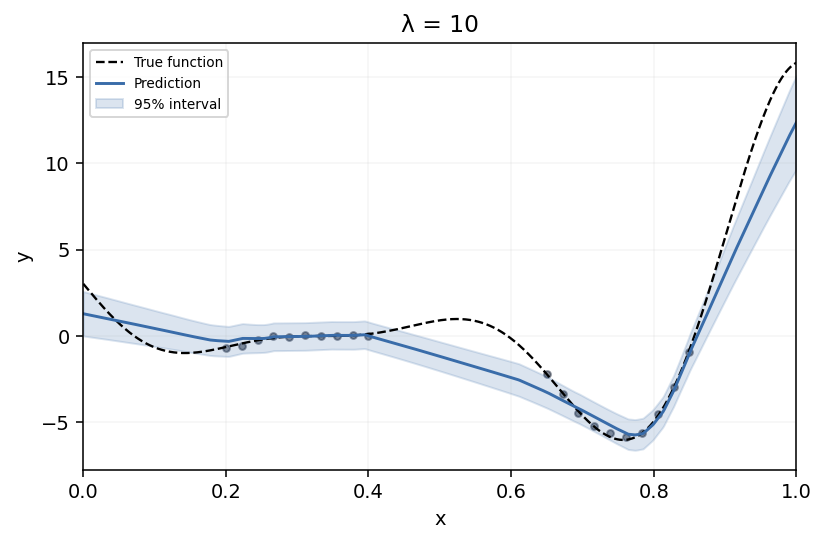 λ = 10
True function
Prediction
95% interval
y
15
10
5
0
−5
0.0 0.2 0.4 0.6 0.8 1.0
x